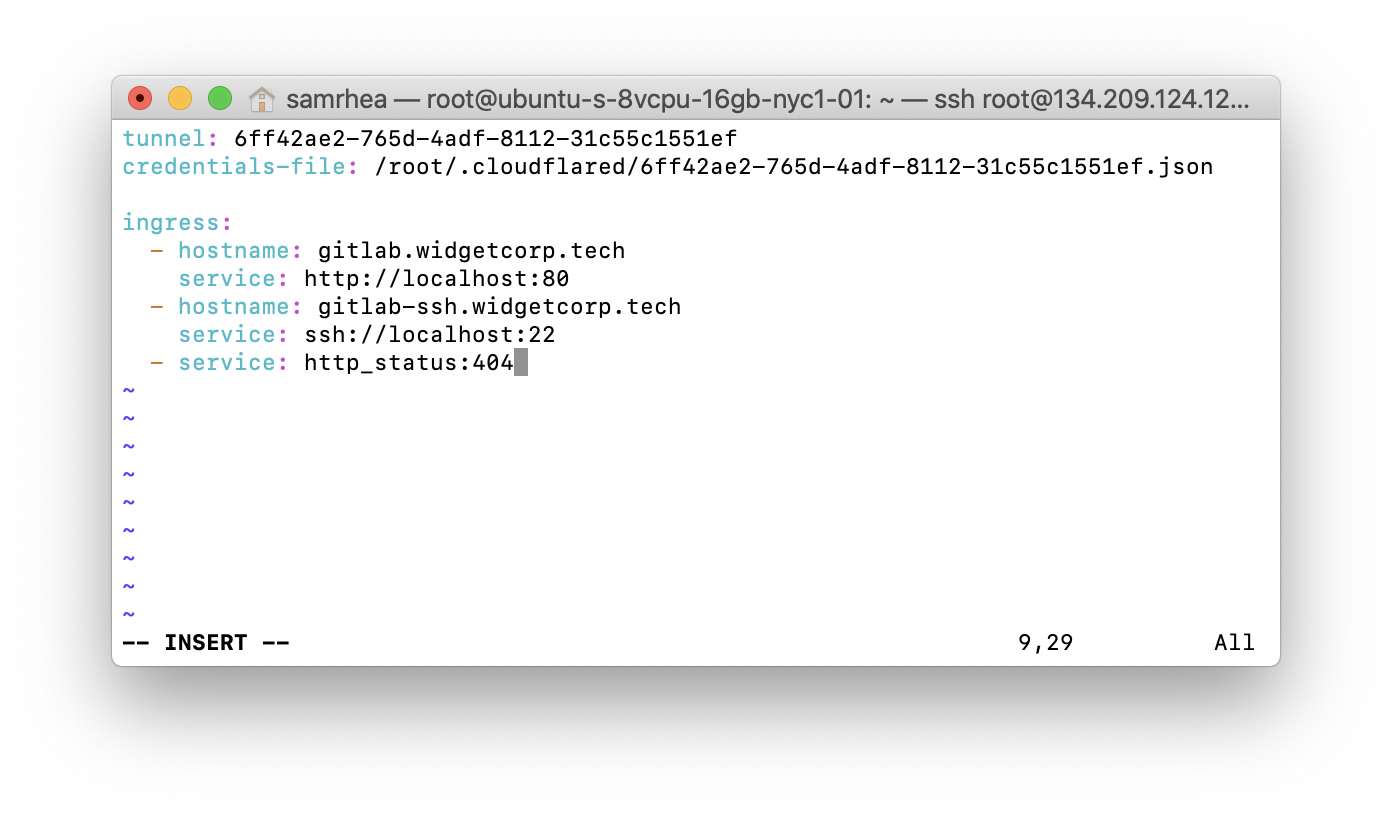 samrhea — root@ubuntu-s-8vcpu-16gb-nyc1-01: ~ — ssh root@134.209.124.12...
tunnel: 6ff42ae2-765d-4adf-8112-31c55c1551ef
credentials-file: /root/.cloudflared/6ff42ae2-765d-4adf-8112-31c55c1551ef.json
ingress:
  - hostname: gitlab.widgetcorp.tech
    service: http://localhost:80
  - hostname: gitlab-ssh.widgetcorp.tech
    service: ssh://localhost:22
  - service: http_status:404
~
~
~
~
~
~
~
~
~
-- INSERT -- 9,29 All